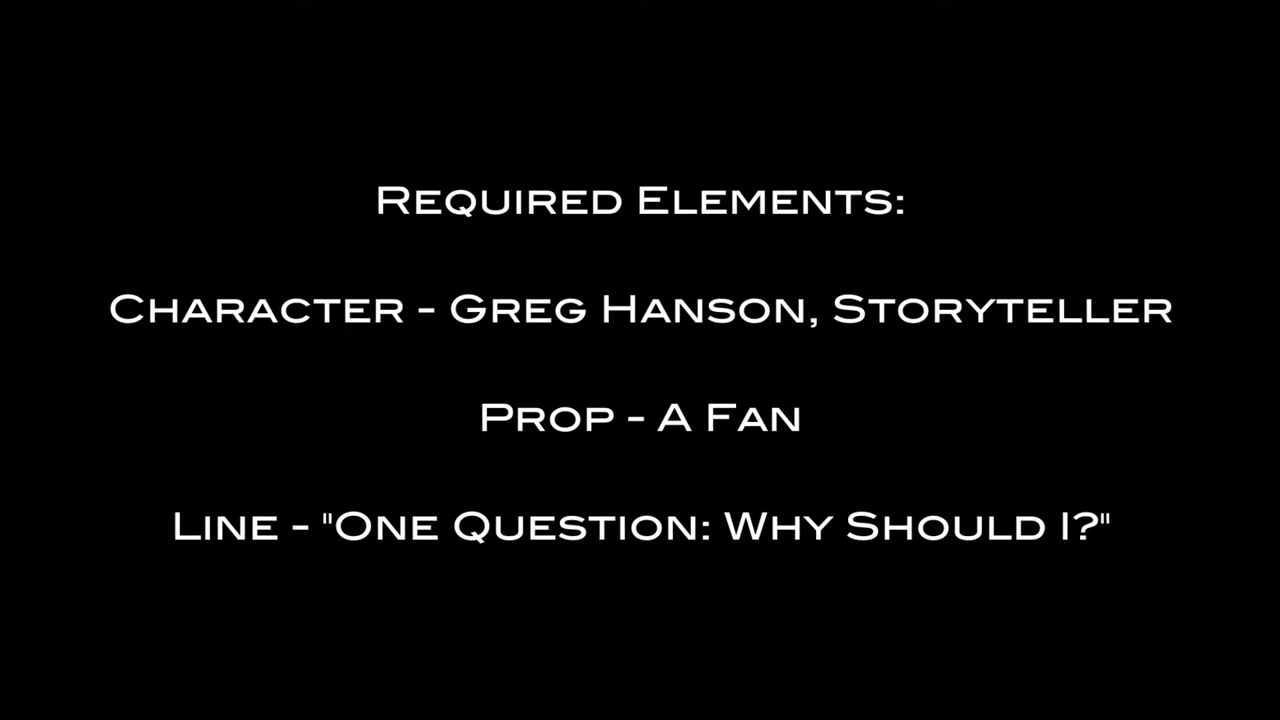 Required Elements:
Character - Greg Hanson, Storyteller
Prop - A Fan
Line - "One Question: Why Should I?"